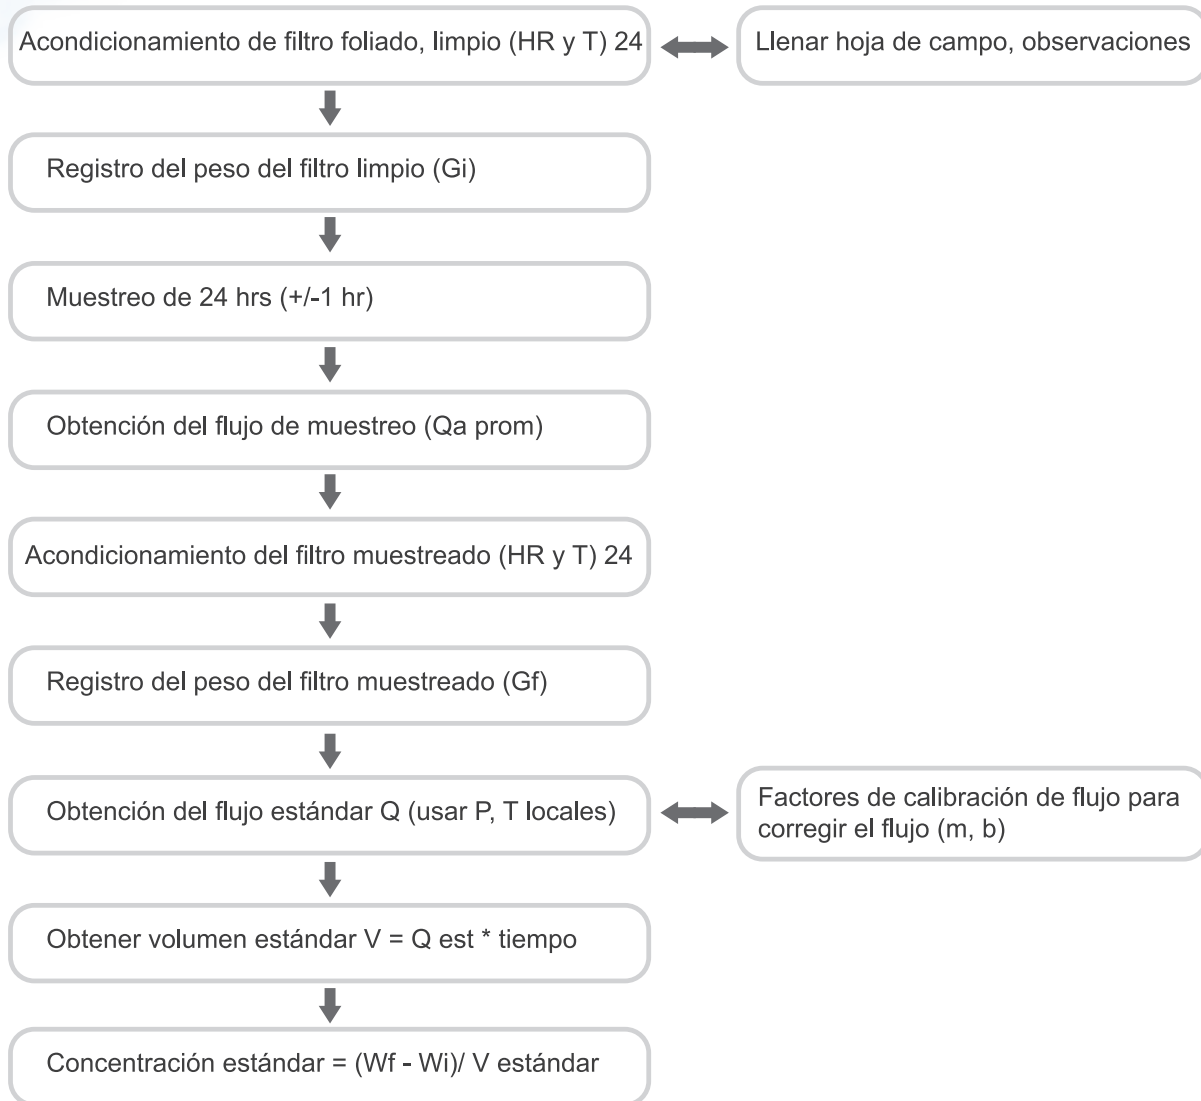 Acondicionamiento de filtro foliado, limpio (HR y T) 24
Llenar hoja de campo, observaciones
Registro del peso del filtro limpio (Gi)
Muestreo de 24 hrs (+/-1 hr)
Obtención del flujo de muestreo (Qa prom)
Acondicionamiento del filtro muestreado (HR y T) 24
Registro del peso del filtro muestreado (Gf)
Obtención del flujo estándar Q (usar P, T locales)
Factores de calibración de flujo para
corregir el flujo (m, b)
Obtener volumen estándar V = Q est * tiempo
Concentración estándar = (Wf - Wi)/ V estándar